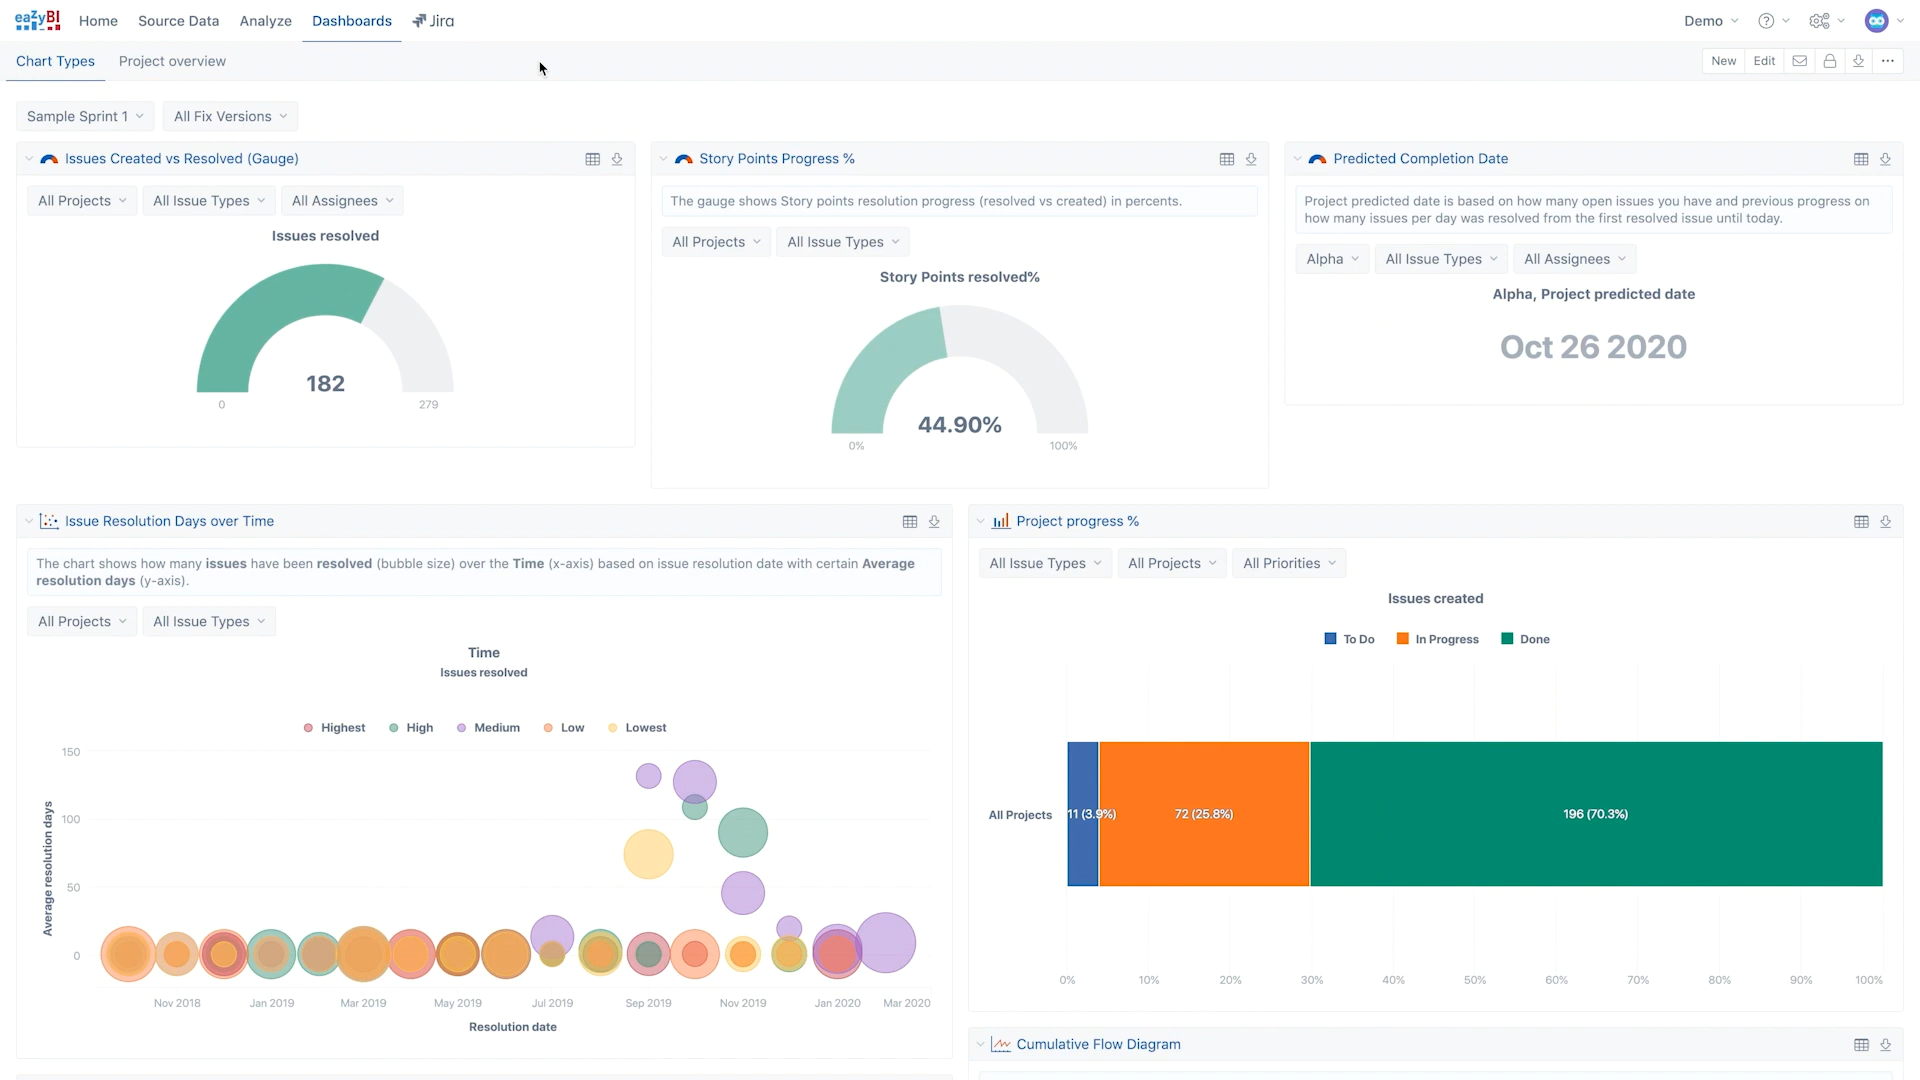 eazyBI Home Source Data Analyze Dashboards Jira Demo
Chart Types Project overview New Edit
Sample Sprint 1 All Fix Versions
Issues Created vs Resolved (Gauge)
All Projects All Issue Types All Assignees
Issues resolved
182
0 279
Story Points Progress %
The gauge shows Story points resolution progress (resolved vs created) in percents.
All Projects All Issue Types
Story Points resolved%
44.90%
0% 100%
Predicted Completion Date
Project predicted date is based on how many open issues you have and previous progress on
how many issues per day was resolved from the first resolved issue until today.
Alpha All Issue Types All Assignees
Alpha, Project predicted date
Oct 26 2020
Issue Resolution Days over Time
The chart shows how many issues have been resolved (bubble size) over the Time (x-axis) based on issue resolution date with certain Average
resolution days (y-axis).
All Projects All Issue Types
Time
Issues resolved
Highest High Medium Low Lowest
150
100
50
0
Average resolution days
Nov 2018 Jan 2019 Mar 2019 May 2019 Jul 2019 Sep 2019 Nov 2019 Jan 2020 Mar 2020
Resolution date
Project progress %
All Issue Types All Projects All Priorities
Issues created
To Do In Progress Done
All Projects 11 (3.9%) 72 (25.8%) 196 (70.3%)
0% 10% 20% 30% 40% 50% 60% 70% 80% 90% 100%
Cumulative Flow Diagram